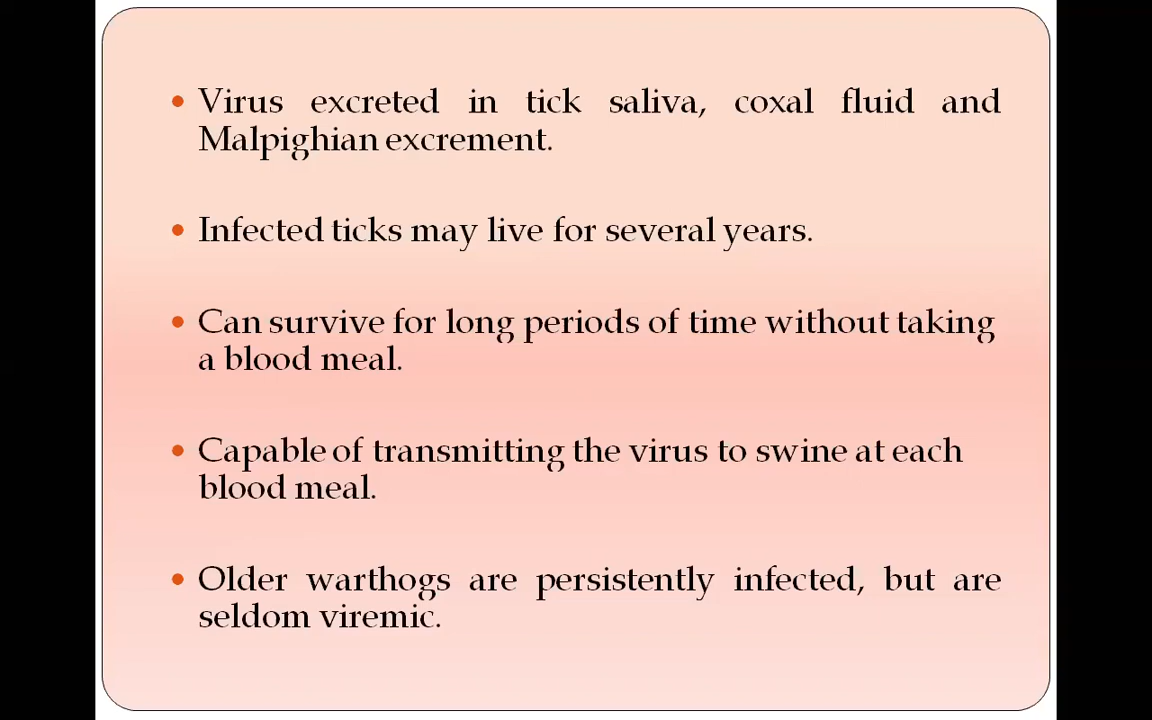 • Virus excreted in tick saliva, coxal fluid and
Malpighian excrement.
• Infected ticks may live for several years.
• Can survive for long periods of time without taking
a blood meal.
• Capable of transmitting the virus to swine at each
blood meal.
• Older warthogs are persistently infected, but are
seldom viremic.